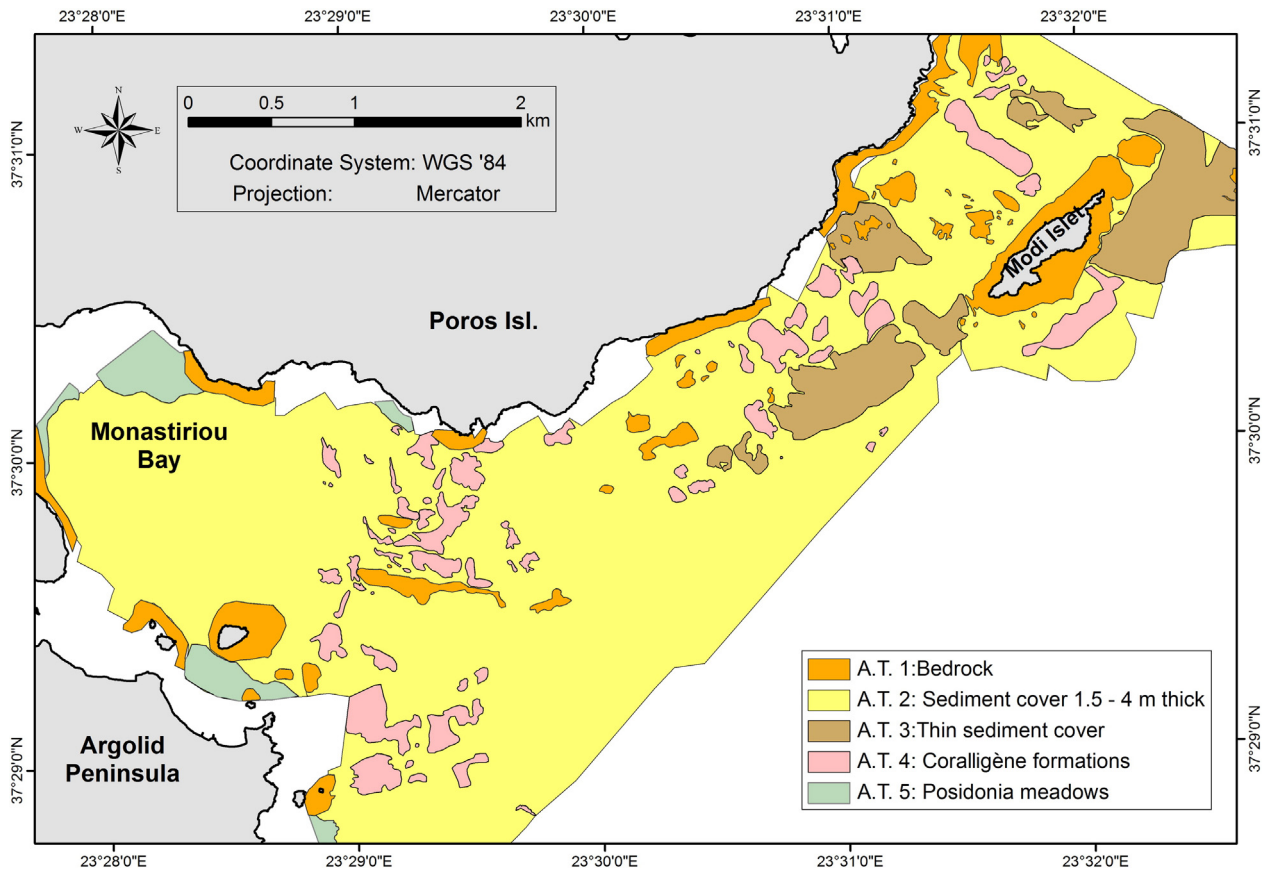 23°28'0"E 23°29'0"E 23°30'0"E 23°31'0"E 23°32'0"E
N
W E
S
0 0.5 1 2
km
Coordinate System: WGS '84
Projection: Mercator
37°31'0"N
37°31'0"N
Modi Islet
Poros Isl.
Monastiriou
Bay
37°30'0"N
37°30'0"N
A.T. 1:Bedrock
A.T. 2: Sediment cover 1.5 - 4 m thick
A.T. 3:Thin sediment cover
A.T. 4: Coralligène formations
A.T. 5: Posidonia meadows
Argolid
Peninsula
37°29'0"N
37°29'0"N
23°28'0"E 23°29'0"E 23°30'0"E 23°31'0"E 23°32'0"E